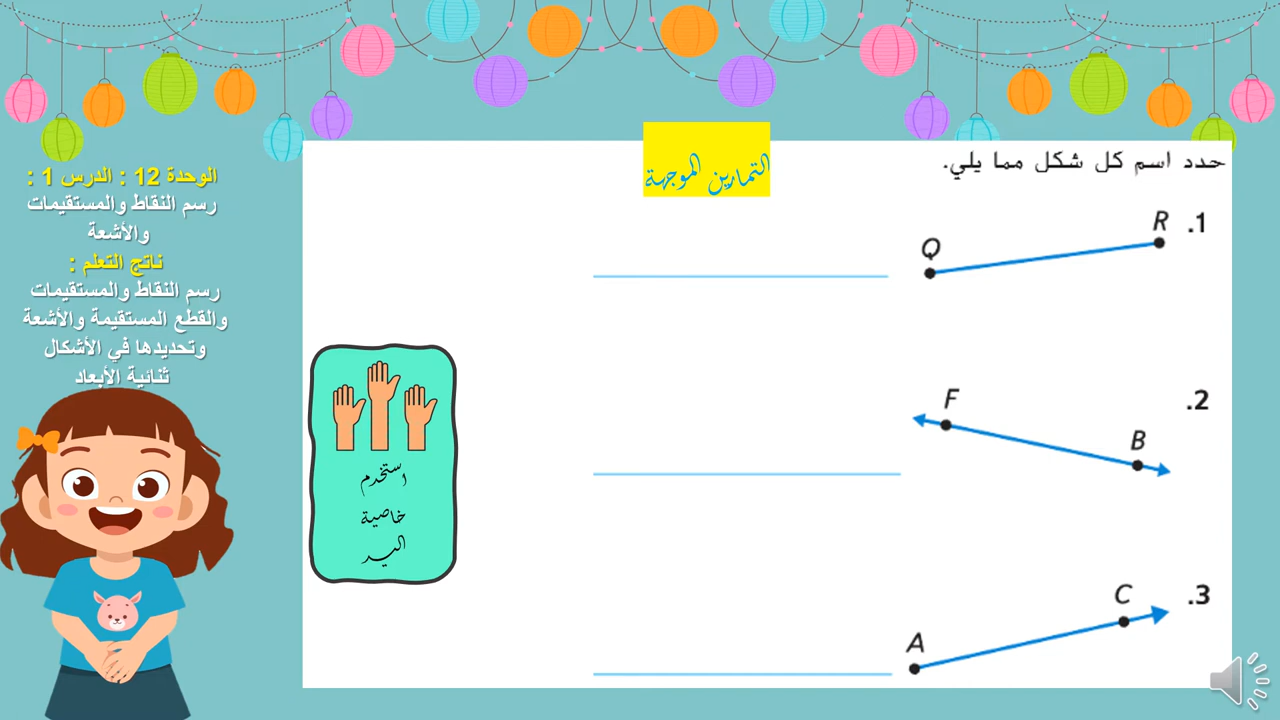 الوحدة 12 : الدرس 1 :
رسم النقاط والمستقيمات
والأشعة
ناتج التعلم :
رسم النقاط والمستقيمات
والقطع المستقيمة والأشعة
وتحديدها في الأشكال
ثنائية الأبعاد
التمارين الموجهة
حدد اسم كل شكل مما يلي.
.1
R
Q
.2
F
B
.3
C
A
استخدم
خاصية
اليد